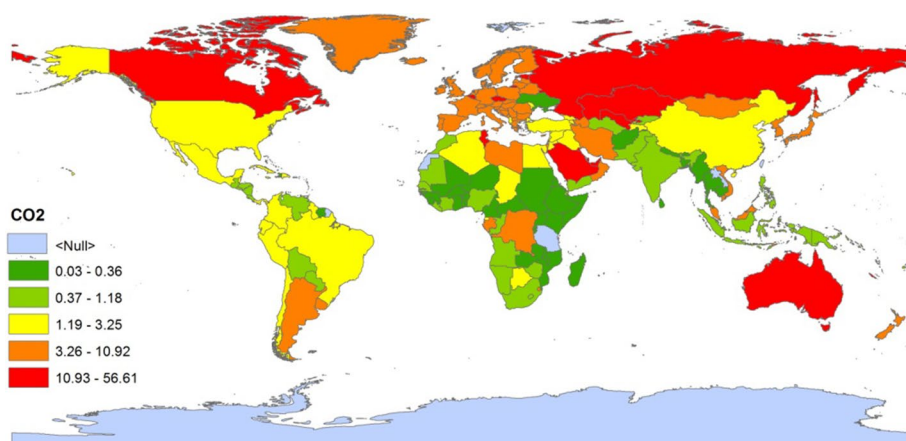 CO2
<Null>
0.03 - 0.36
0.37 - 1.18
1.19 - 3.25
3.26 - 10.92
10.93 - 56.61